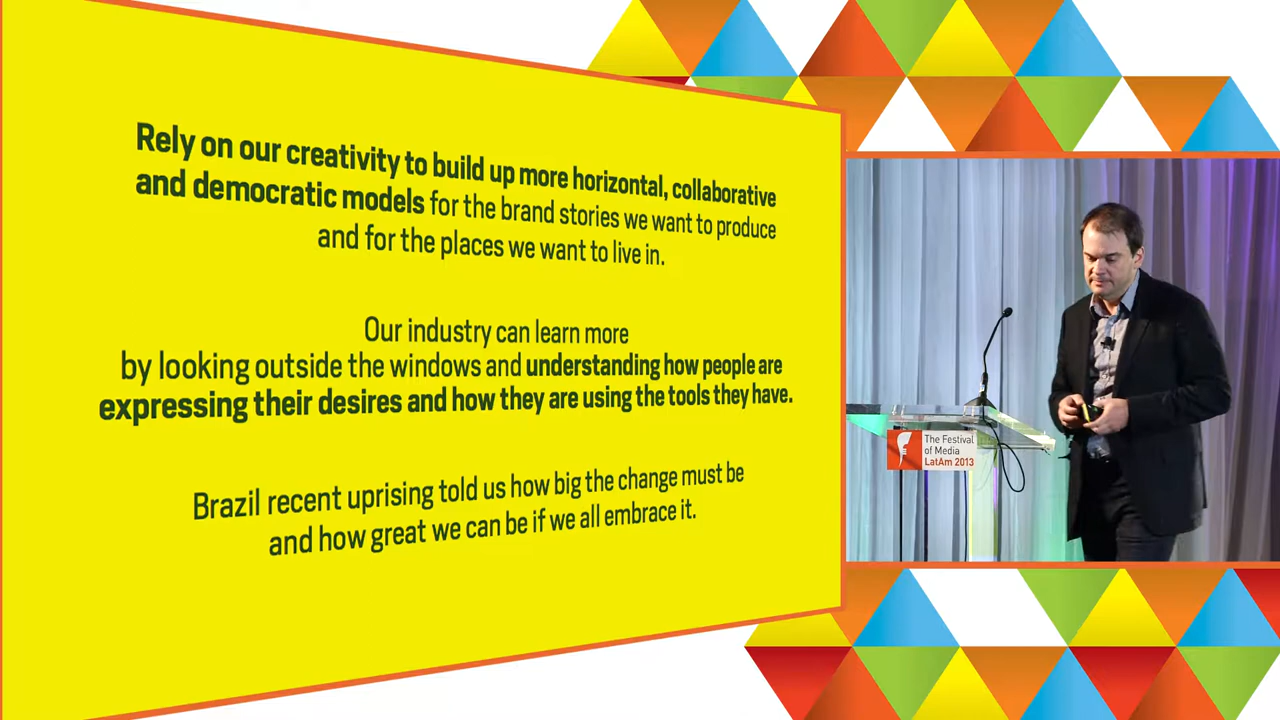 Rely on our creativity to build up more horizontal, collaborative
and democratic models for the brand stories we want to produce
and for the places we want to live in.
Our industry can learn more
by looking outside the windows and understanding how people are
expressing their desires and how they are using the tools they have.
Brazil recent uprising told us how big the change must be
and how great we can be if we all embrace it.
The Festival
of Media
LatAm 2013